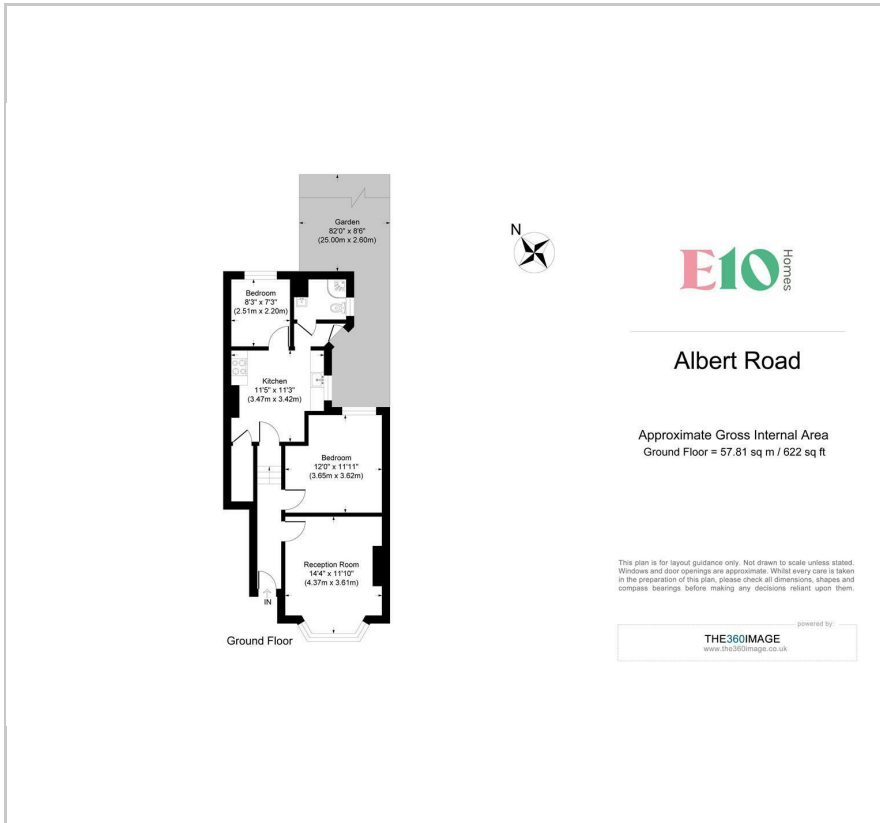 Garden
82'0" x 8'6"
(25.00m x 2.60m)
N
Bedroom
8'3" x 7'3"
(2.51m x 2.20m)
Kitchen
11'5" x 11'3"
(3.47m x 3.42m)
Bedroom
12'0" x 11'11"
(3.65m x 3.62m)
Reception Room
14'4" x 11'10"
(4.37m x 3.61m)
IN
Ground Floor
E10 Homes
Albert Road
Approximate Gross Internal Area
Ground Floor = 57.81 sq m / 622 sq ft
This plan is for layout guidance only. Not drawn to scale unless stated.
Windows and door openings are approximate. Whilst every care is taken
in the preparation of this plan, please check all dimensions, shapes and
compass bearings before making any decisions reliant upon them.
powered by:
THE360IMAGE
www.the360image.co.uk